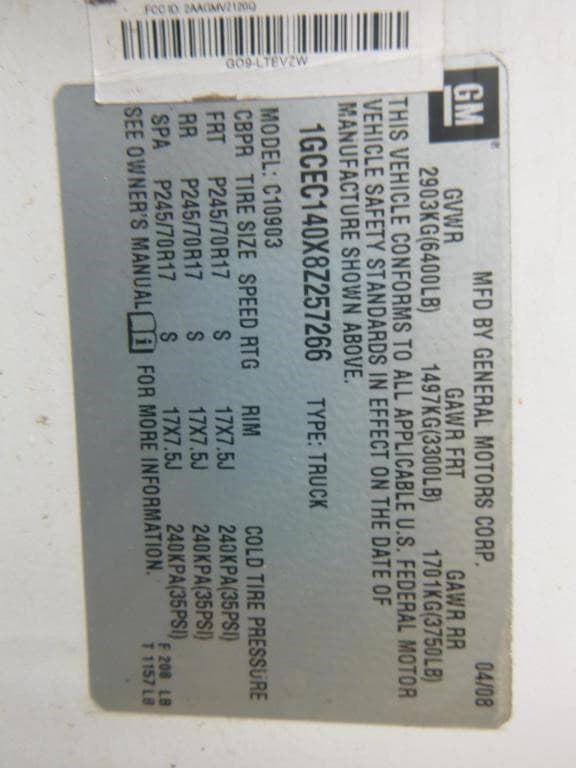 FCC ID: 2AAGMVZ120Q
GO9-LTEVZW
GM
MFD BY GENERAL MOTORS CORP. 04/08
GVWR GAWR FRT GAWR RR
2903KG(6400LB) 1497KG(3300LB) 1701KG(3750LB)
THIS VEHICLE CONFORMS TO ALL APPLICABLE U.S. FEDERAL MOTOR
VEHICLE SAFETY STANDARDS IN EFFECT ON THE DATE OF
MANUFACTURE SHOWN ABOVE.
1GCEC140X8Z257266 TYPE: TRUCK
MODEL: C10903
CBPR TIRE SIZE SPEED RTG RIM COLD TIRE PRESSURE
FRT P245/70R17 S 17X7.5J 240KPA(35PSI)
RR P245/70R17 S 17X7.5J 240KPA(35PSI)
SPA P245/70R17 S 17X7.5J 240KPA(35PSI)
SEE OWNER'S MANUAL i FOR MORE INFORMATION.
F 208 LB
T 1157 LB